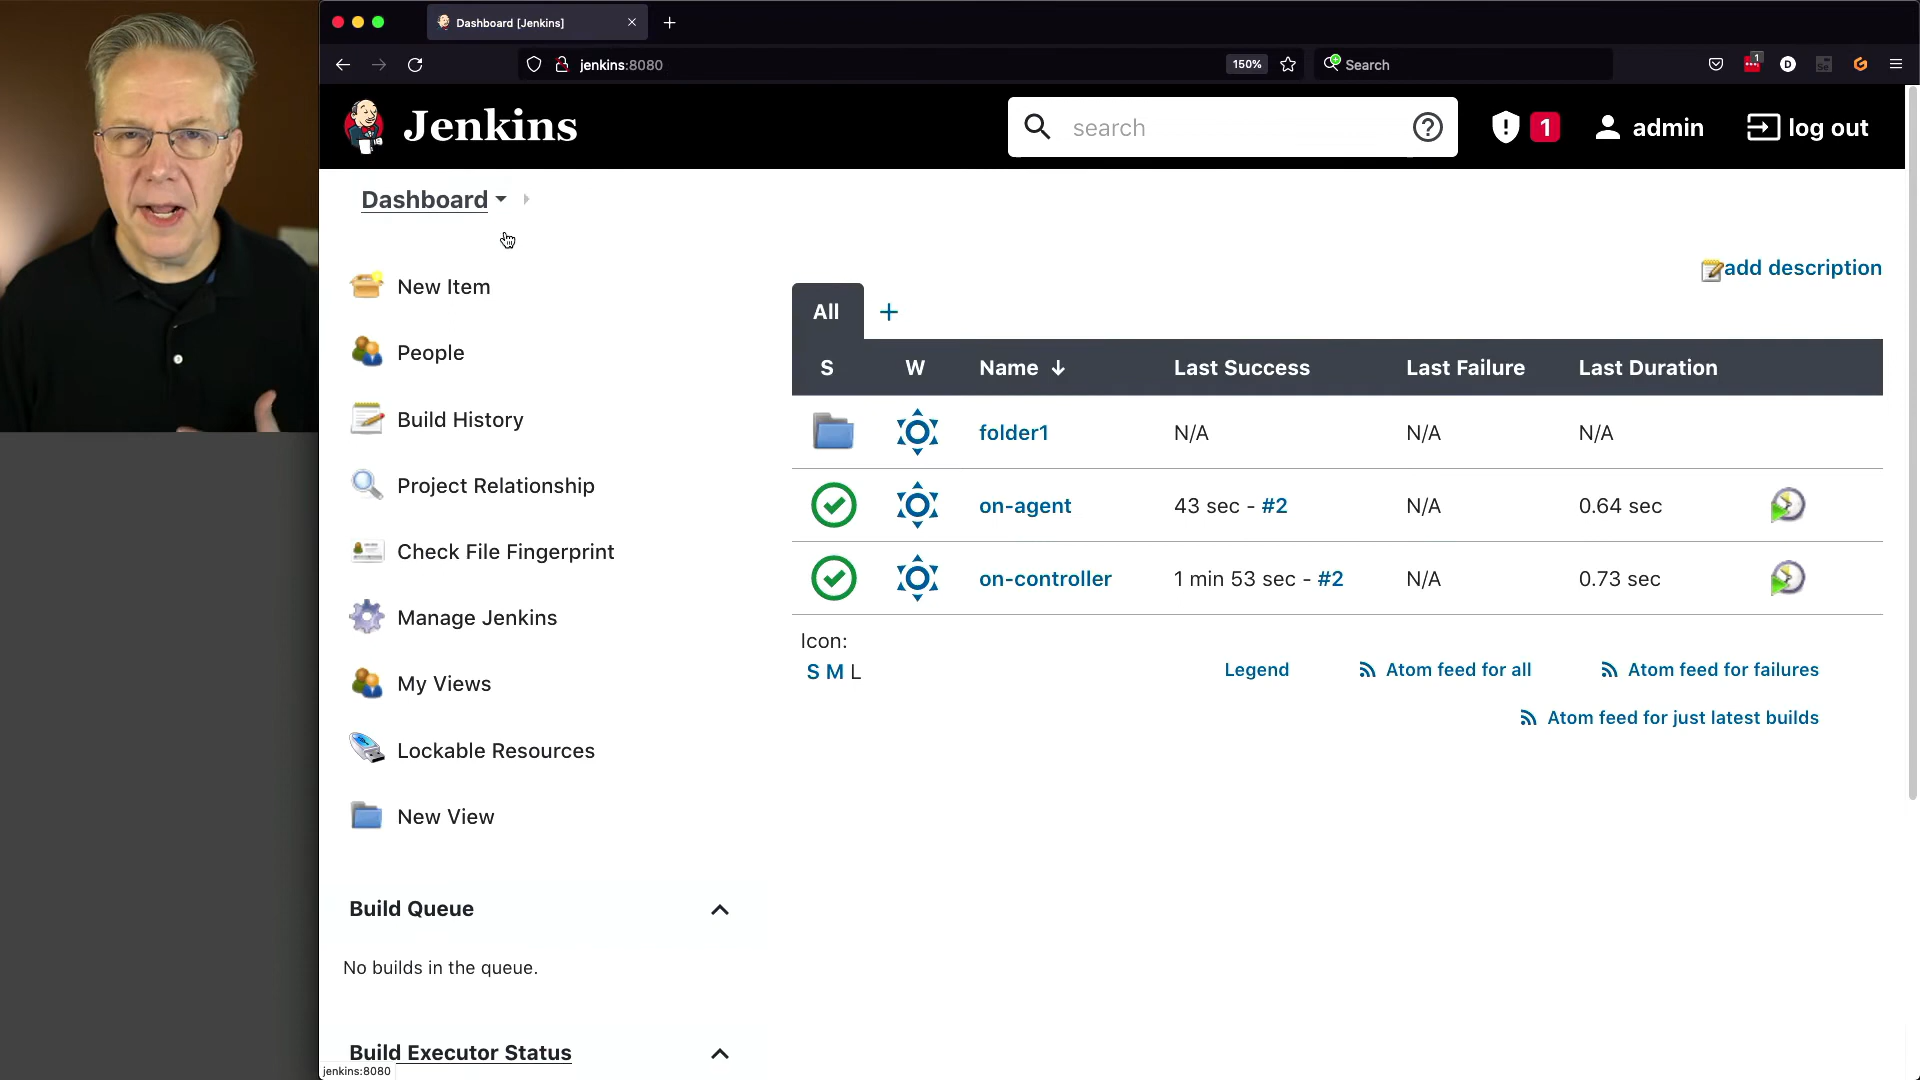 Dashboard [Jenkins]
jenkins:8080
150%
Search
1
D
Jenkins
search
1
admin
log out
Dashboard
add description
New Item
People
Build History
Project Relationship
Check File Fingerprint
Manage Jenkins
My Views
Lockable Resources
New View
All +
S W Name ↓ Last Success Last Failure Last Duration
folder1 N/A N/A N/A
on-agent 43 sec - #2 N/A 0.64 sec
on-controller 1 min 53 sec - #2 N/A 0.73 sec
Icon:
S M L
Legend Atom feed for all Atom feed for failures
Atom feed for just latest builds
Build Queue
No builds in the queue.
Build Executor Status
jenkins:8080